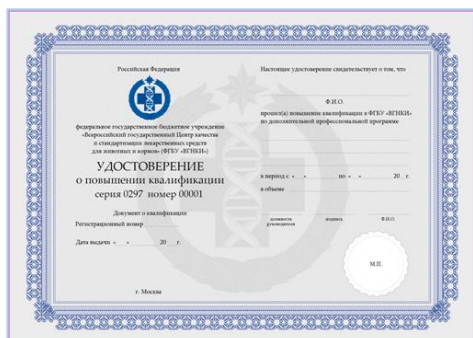 Российская Федерация
федеральное государственное бюджетное учреждение
«Всероссийский государственный Центр качества
и стандартизации лекарственных средств
для животных и кормов» (ФГБУ «ВГНКИ»)
УДОСТОВЕРЕНИЕ
о повышении квалификации
серия 0297 номер 00001
Документ о квалификации
Регистрационный номер
Дата выдачи « » 20 г.
г. Москва
Настоящее удостоверение свидетельствует о том, что
Ф.И.О.
прошел(а) повышение квалификации в ФГБУ «ВГНКИ»
по дополнительной профессиональной программе
в период с « » по « » 20 г.
в объеме
должность руководителя подпись Ф.И.О.
М.П.